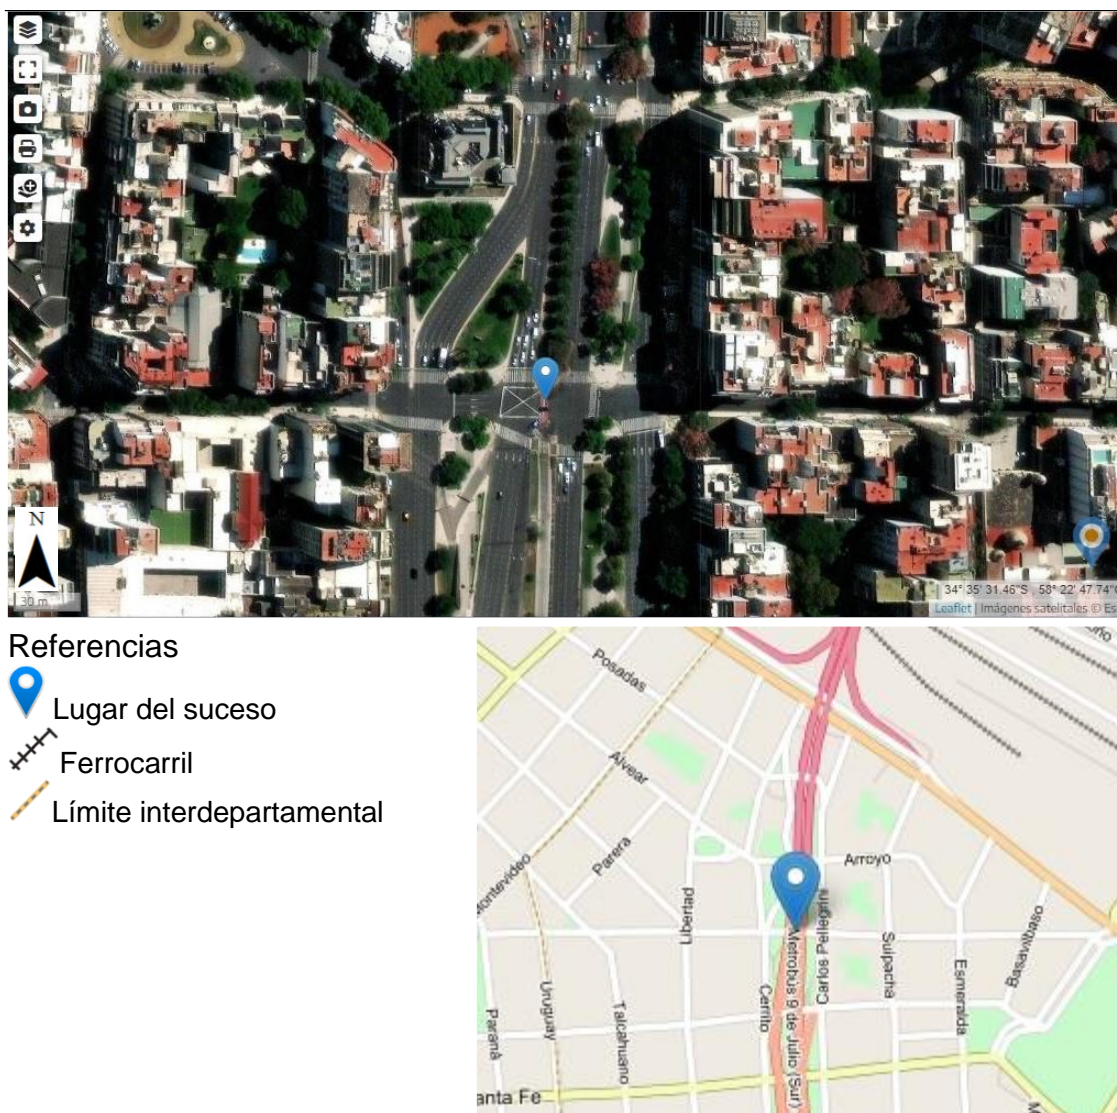 N
30 m
34° 35' 31.46"S , 58° 22' 47.74"
Leaflet | Imágenes satelitales © Es
Referencias
Lugar del suceso
Ferrocarril
Límite interdepartamental
Posadas
Alvear
Parera
Montevideo
Arroyo
Libertad
Carlos Pellegrini
Metrobús 9 de Julio (Sur)
Cerrito
Suipacha
Esmeralda
Basavilbaso
Uruguay
Talcahuano
Paraná
anta Fe